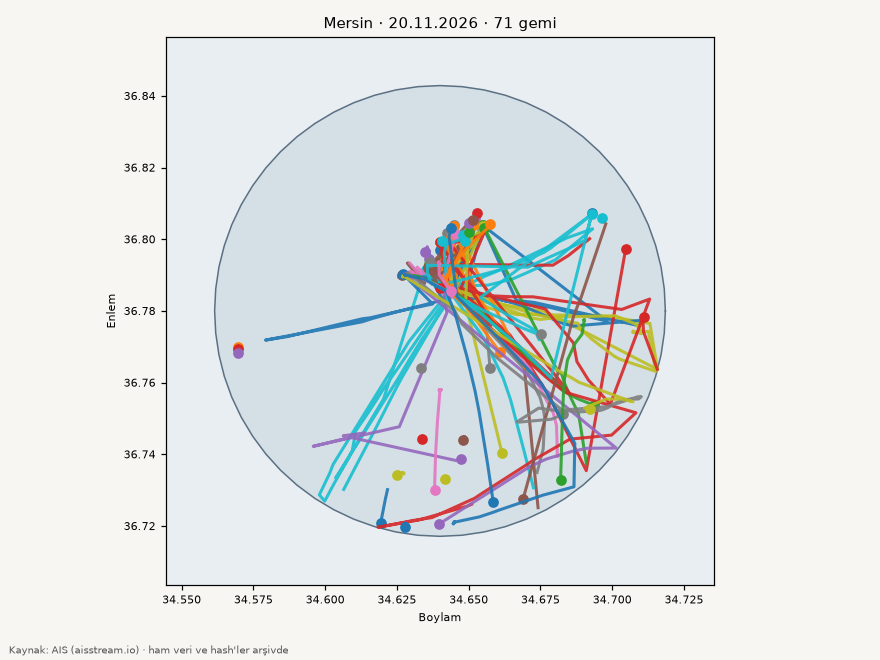 Mersin · 20.11.2026 · 71 gemi
36.84
36.82
36.80
36.78
36.76
36.74
36.72
Enlem
34.550 34.575 34.600 34.625 34.650 34.675 34.700 34.725
Boylam
Kaynak: AIS (aisstream.io) · ham veri ve hash'ler arşivde